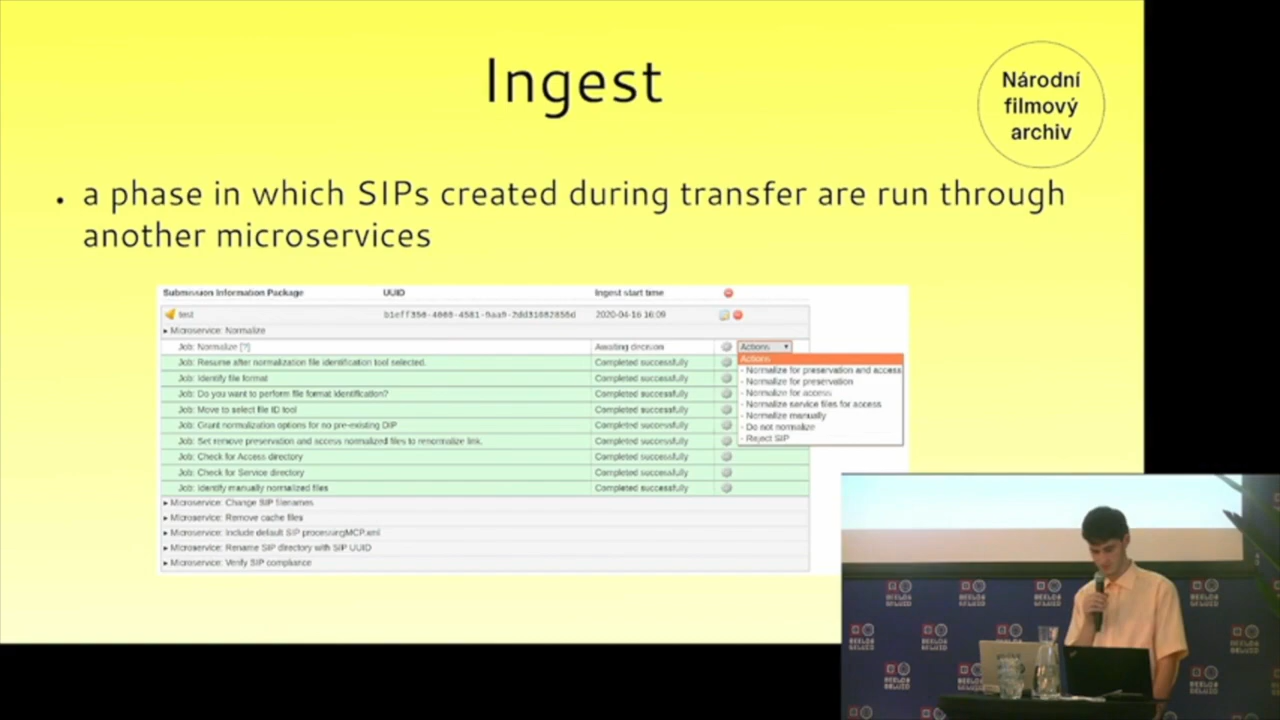 Ingest
Národní
filmový
archiv
• a phase in which SIPs created during transfer are run through
another microservices
Submission Information Package UUID Ingest start time
test 2020-04-16 16:09
▸ Microservice: Normalize
Job: Normalize [?] Awaiting decision Actions
Job: Resume after normalization file identification tool selected. Completed successfully
Job: Identify file format Completed successfully
Job: Do you want to perform file format identification? Completed successfully
Job: Move to select file ID tool Completed successfully
Job: Grant normalization options for no pre-existing DIP Completed successfully
Job: Set remove preservation and access normalized files to renormalize link. Completed successfully
Job: Check for Access directory Completed successfully
Job: Check for Service directory Completed successfully
Job: Identify manually normalized files Completed successfully
Actions
- Normalize for preservation and access
- Normalize for preservation
- Normalize for access
- Normalize service files for access
- Normalize manually
- Do not normalize
- Reject SIP
▸ Microservice: Change SIP filenames
▸ Microservice: Remove cache files
▸ Microservice: Include default SIP processingMCP.xml
▸ Microservice: Rename SIP directory with SIP UUID
▸ Microservice: Verify SIP compliance